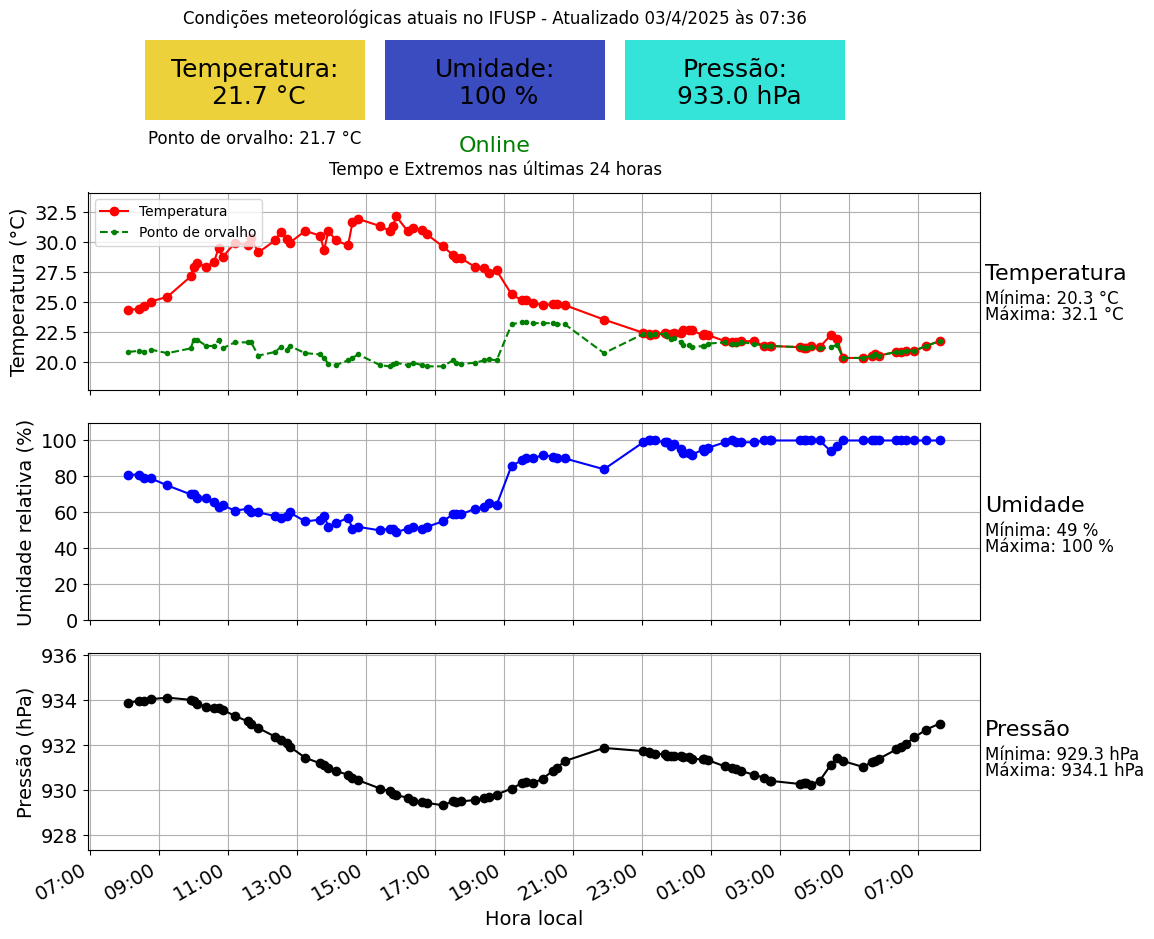 Condições meteorológicas atuais no IFUSP - Atualizado 03/4/2025 às 07:36
Temperatura:
21.7 °C
Umidade:
100 %
Pressão:
933.0 hPa
Ponto de orvalho: 21.7 °C
Online
Tempo e Extremos nas últimas 24 horas
Temperatura (°C)
32.5
30.0
27.5
25.0
22.5
20.0
Temperatura
Ponto de orvalho
Temperatura
Mínima: 20.3 °C
Máxima: 32.1 °C
Umidade relativa (%)
100
80
60
40
20
0
Umidade
Mínima: 49 %
Máxima: 100 %
Pressão (hPa)
936
934
932
930
928
Pressão
Mínima: 929.3 hPa
Máxima: 934.1 hPa
07:00
09:00
11:00
13:00
15:00
17:00
19:00
21:00
23:00
01:00
03:00
05:00
07:00
Hora local